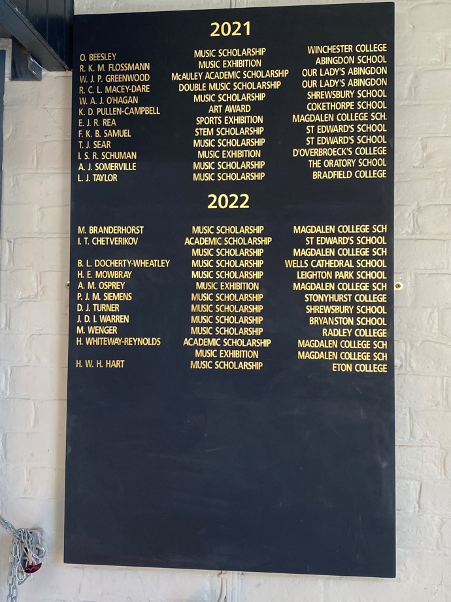 2021
O. BEESLEY MUSIC SCHOLARSHIP WINCHESTER COLLEGE
R. K. M. FLOSSMANN MUSIC EXHIBITION ABINGDON SCHOOL
W. J. P. GREENWOOD McAULEY ACADEMIC SCHOLARSHIP OUR LADY'S ABINGDON
R. C. L. MACEY-DARE DOUBLE MUSIC SCHOLARSHIP OUR LADY'S ABINGDON
W. A. J. O'HAGAN MUSIC SCHOLARSHIP SHREWSBURY SCHOOL
K. D. PULLEN-CAMPBELL ART AWARD COKETHORPE SCHOOL
E. J. R. REA SPORTS EXHIBITION MAGDALEN COLLEGE SCH.
F. K. B. SAMUEL STEM SCHOLARSHIP ST EDWARD'S SCHOOL
T. J. SEAR MUSIC SCHOLARSHIP ST EDWARD'S SCHOOL
I. S. R. SCHUMAN MUSIC EXHIBITION D'OVERBROECK'S COLLEGE
A. J. SOMERVILLE MUSIC SCHOLARSHIP THE ORATORY SCHOOL
L. J. TAYLOR MUSIC SCHOLARSHIP BRADFIELD COLLEGE
2022
M. BRANDERHORST MUSIC SCHOLARSHIP MAGDALEN COLLEGE SCH
I. T. CHETVERIKOV ACADEMIC SCHOLARSHIP ST EDWARD'S SCHOOL
MUSIC SCHOLARSHIP MAGDALEN COLLEGE SCH
B. L. DOCHERTY-WHEATLEY MUSIC SCHOLARSHIP WELLS CATHEDRAL SCHOOL
H. E. MOWBRAY MUSIC SCHOLARSHIP LEIGHTON PARK SCHOOL
A. M. OSPREY MUSIC EXHIBITION MAGDALEN COLLEGE SCH
P. J. M. SIEMENS MUSIC SCHOLARSHIP STONYHURST COLLEGE
D. J. TURNER MUSIC SCHOLARSHIP SHREWSBURY SCHOOL
J. D. I. WARREN MUSIC SCHOLARSHIP BRYANSTON SCHOOL
M. WENGER MUSIC SCHOLARSHIP RADLEY COLLEGE
H. WHITEWAY-REYNOLDS ACADEMIC SCHOLARSHIP MAGDALEN COLLEGE SCH
MUSIC EXHIBITION MAGDALEN COLLEGE SCH
H. W. H. HART MUSIC SCHOLARSHIP ETON COLLEGE